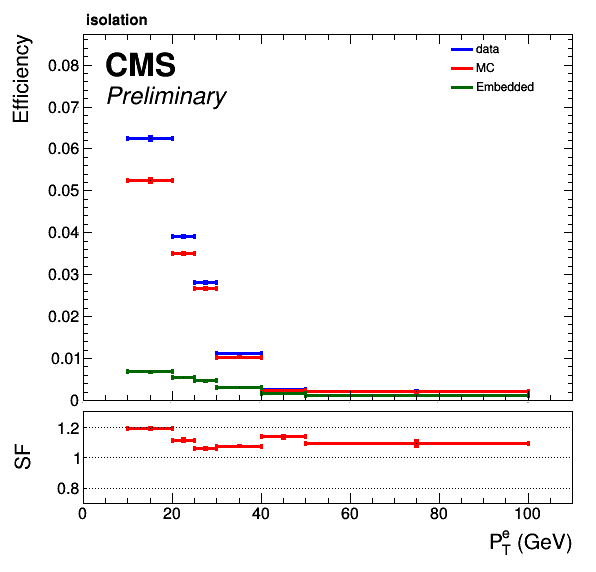 isolation
CMS
Preliminary
data
MC
Embedded
Efficiency
0.08
0.07
0.06
0.05
0.04
0.03
0.02
0.01
0
SF
1.2
1
0.8
0 20 40 60 80 100
P_T^e (GeV)